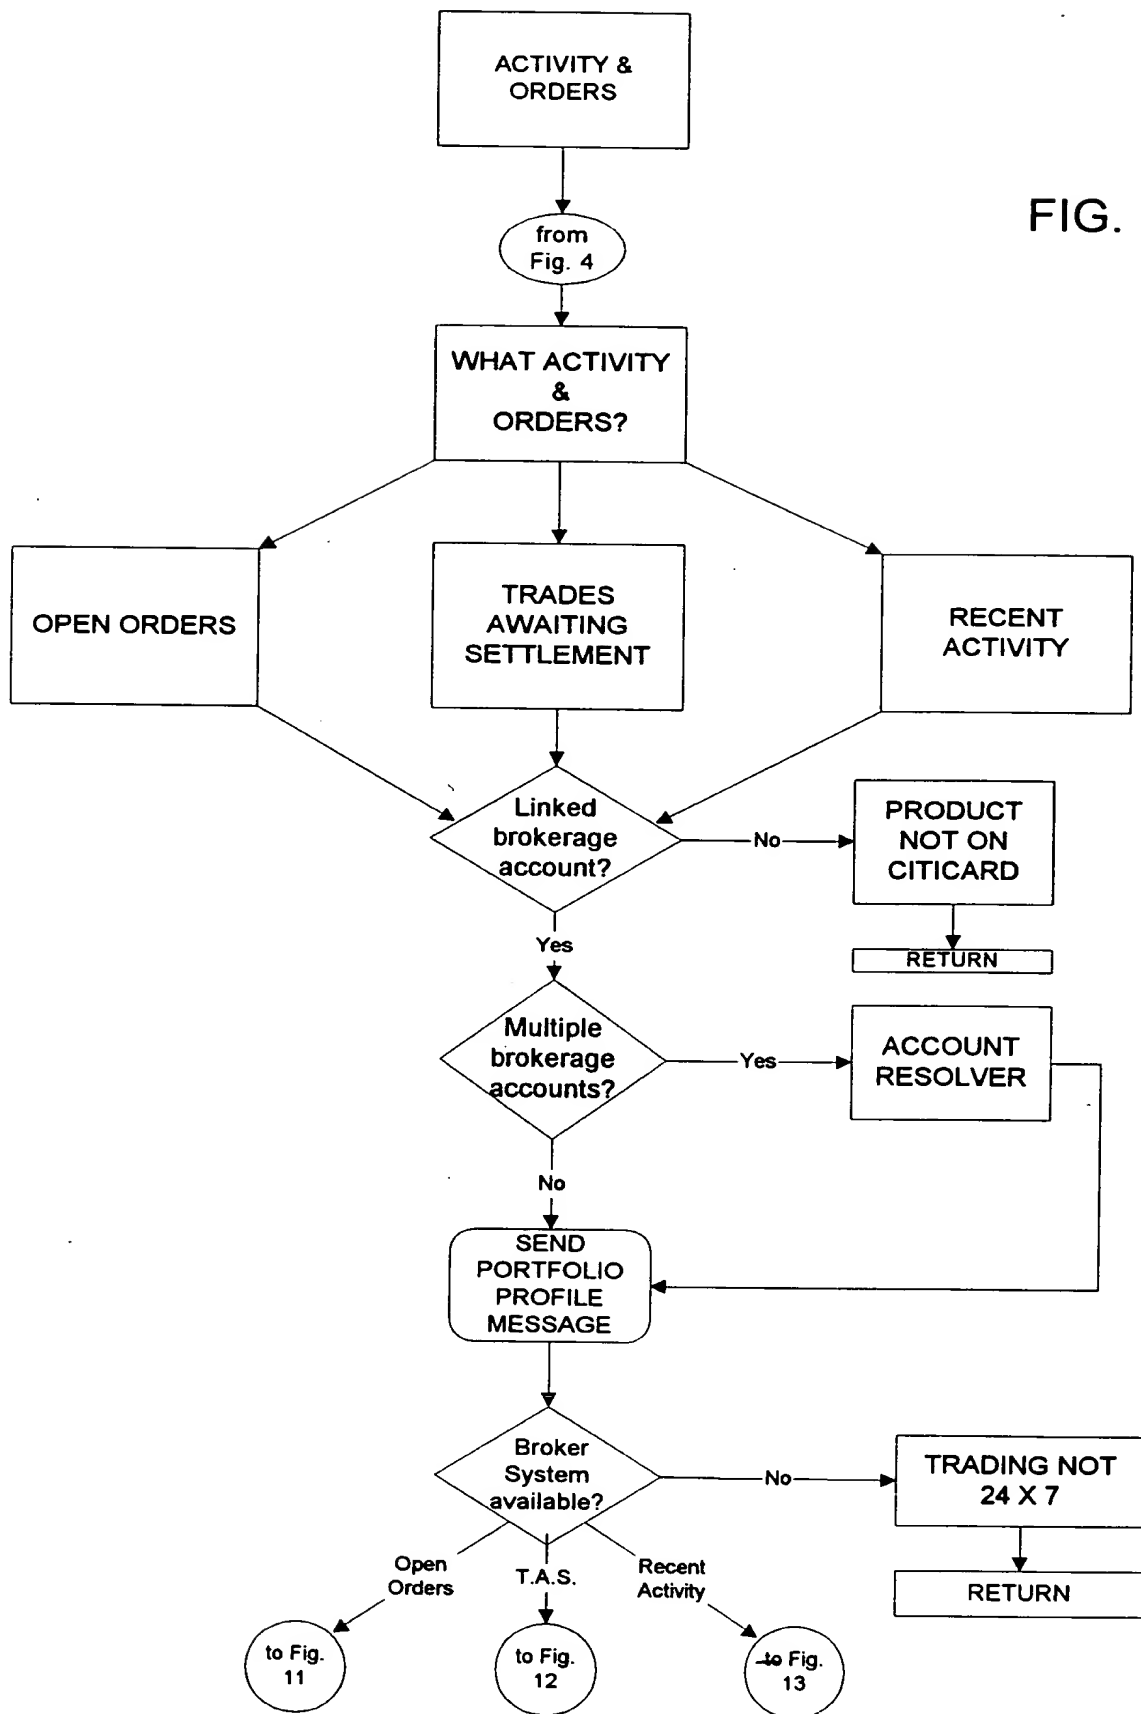 ACTIVITY &
ORDERS
FIG.
from
Fig. 4
WHAT ACTIVITY
&
ORDERS?
OPEN ORDERS
TRADES
AWAITING
SETTLEMENT
RECENT
ACTIVITY
Linked
brokerage
account?
No
PRODUCT
NOT ON
CITICARD
RETURN
Yes
Multiple
brokerage
accounts?
Yes
ACCOUNT
RESOLVER
No
SEND
PORTFOLIO
PROFILE
MESSAGE
Broker
System
available?
No
TRADING NOT
24 X 7
RETURN
Open
Orders
T.A.S.
Recent
Activity
to Fig.
11
to Fig.
12
to Fig.
13